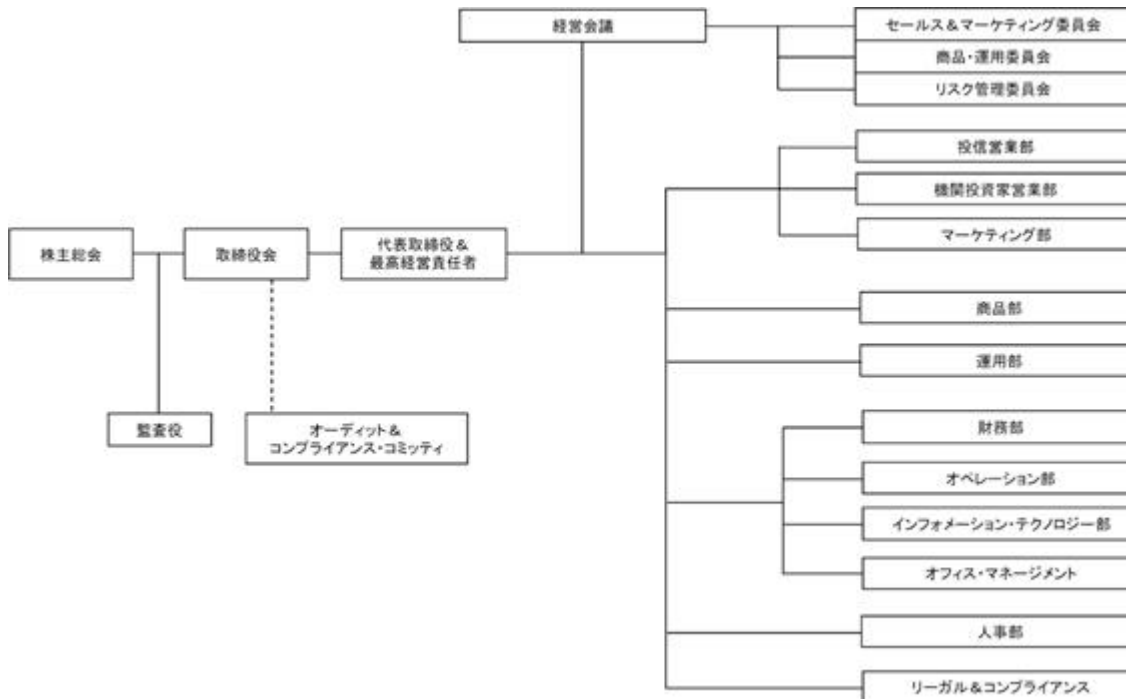 経営会議
セールス&マーケティング委員会
商品・運用委員会
リスク管理委員会
投信営業部
機関投資家営業部
マーケティング部
株主総会
取締役会
代表取締役&
最高経営責任者
商品部
運用部
監査役
オーディット&
コンプライアンス・コミッティ
財務部
オペレーション部
インフォメーション・テクノロジー部
オフィス・マネージメント
人事部
リーガル&コンプライアンス